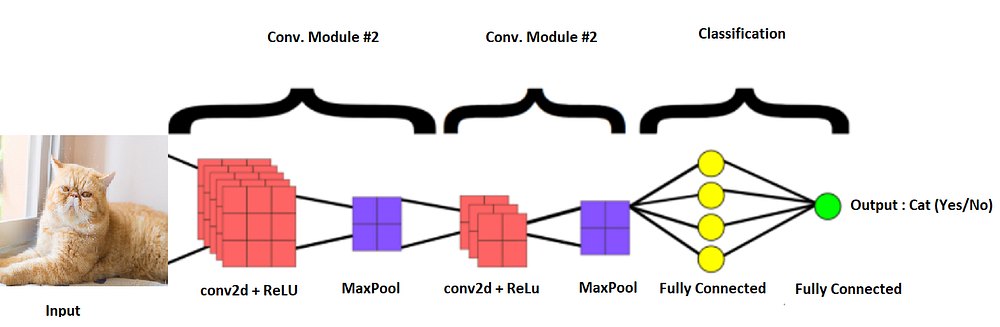 Conv. Module #2
Conv. Module #2
Classification
Output : Cat (Yes/No)
conv2d + ReLU
MaxPool
conv2d + ReLu
MaxPool
Fully Connected
Fully Connected
Input